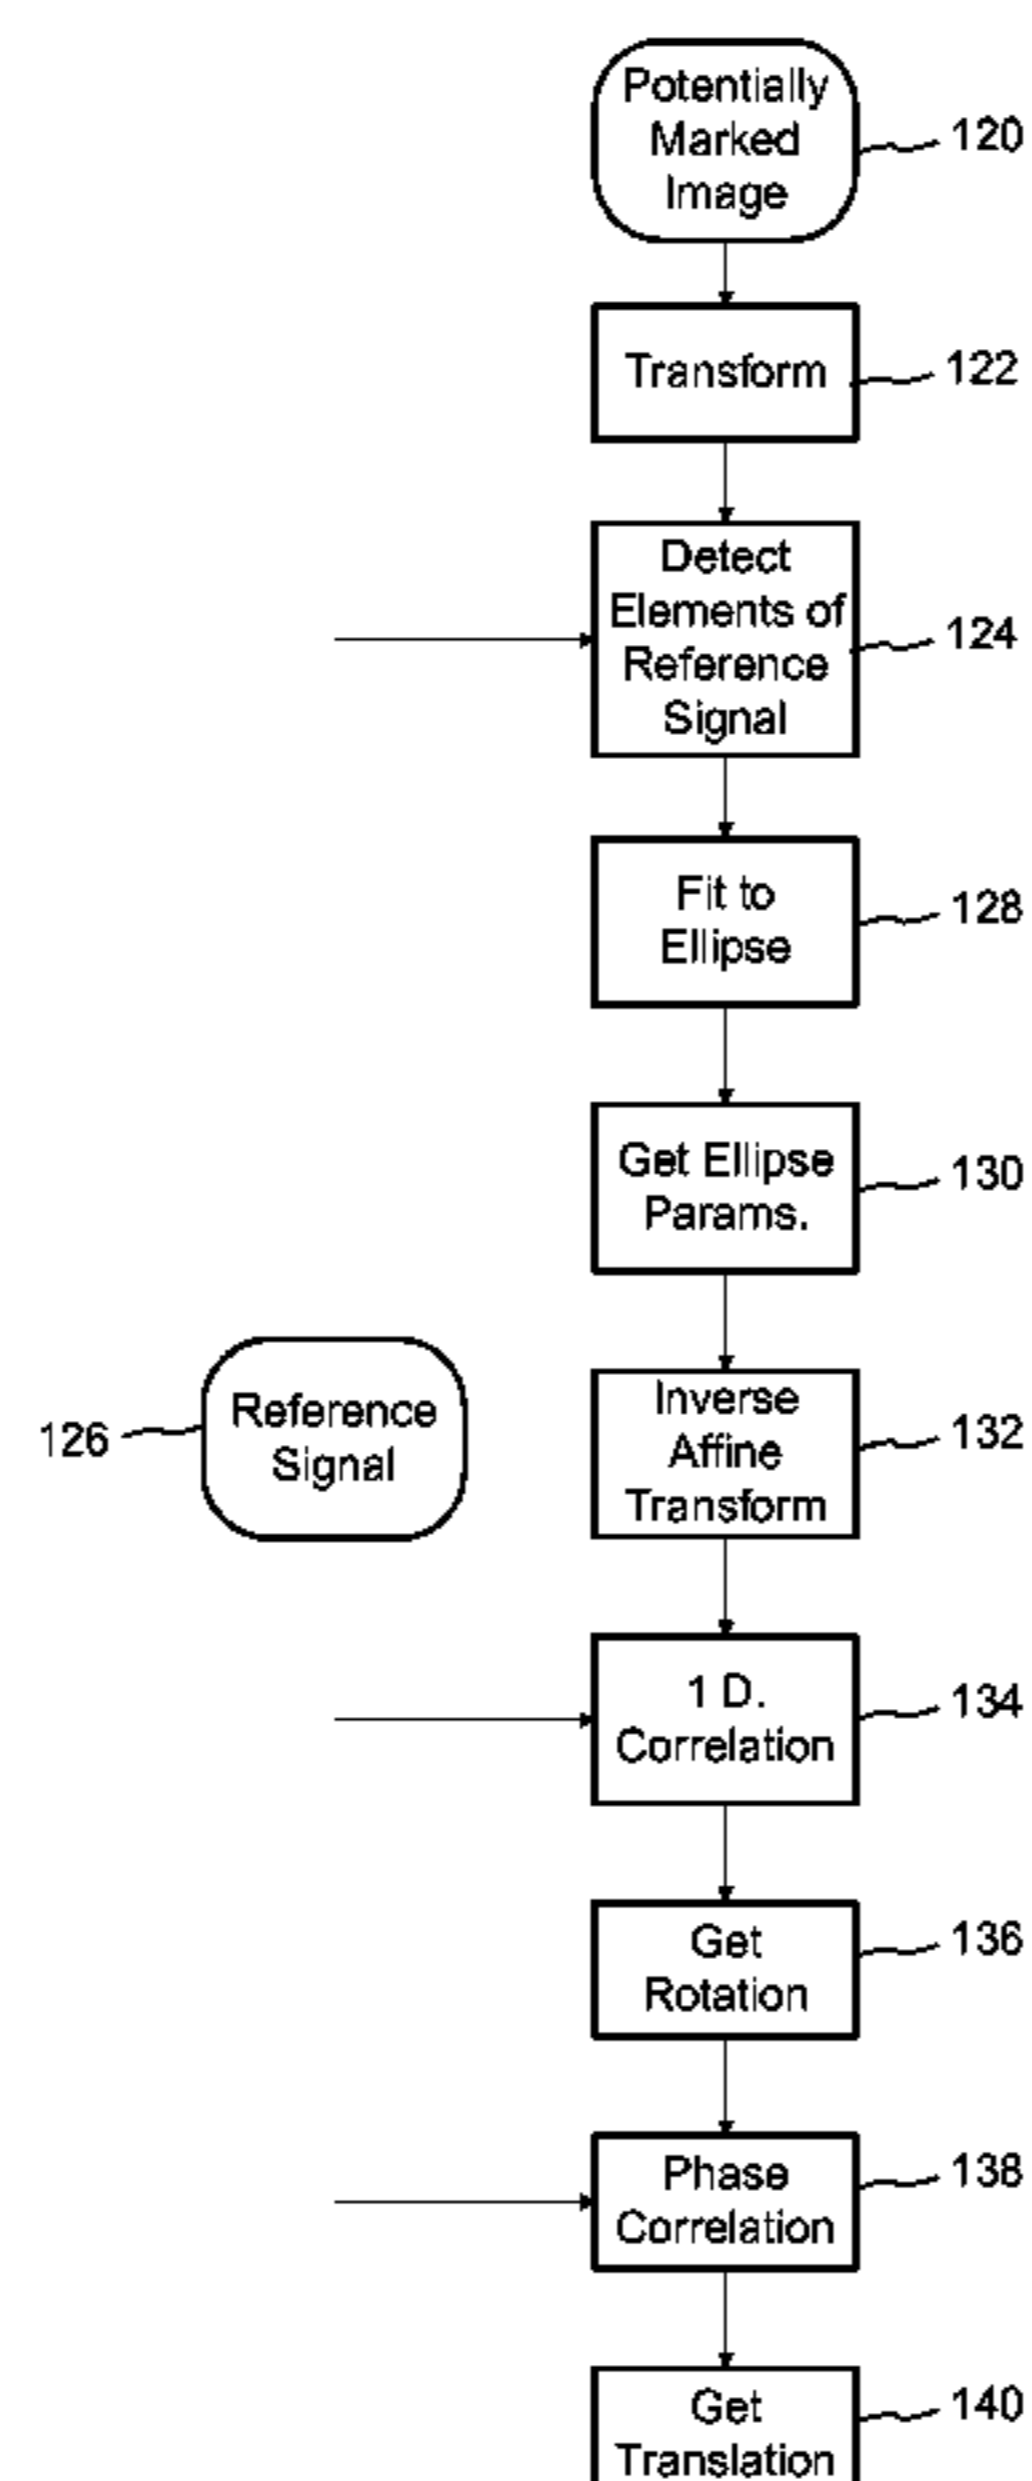 Potentially
Marked
Image
120
Transform
122
Detect
Elements of
Reference
Signal
124
Fit to
Ellipse
128
Get Ellipse
Params.
130
Reference
Signal
126
Inverse
Affine
Transform
132
1 D.
Correlation
134
Get
Rotation
136
Phase
Correlation
138
Get
Translation
140